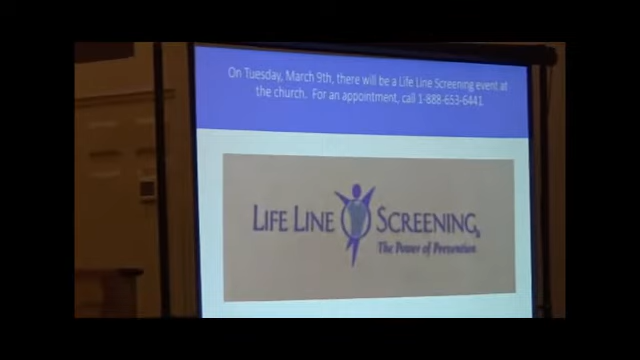 On Tuesday, March 9th, there will be a Life Line Screening event at
the church. For an appointment, call 1-888-653-6441
LIFE LINE SCREENING
The Power of Prevention